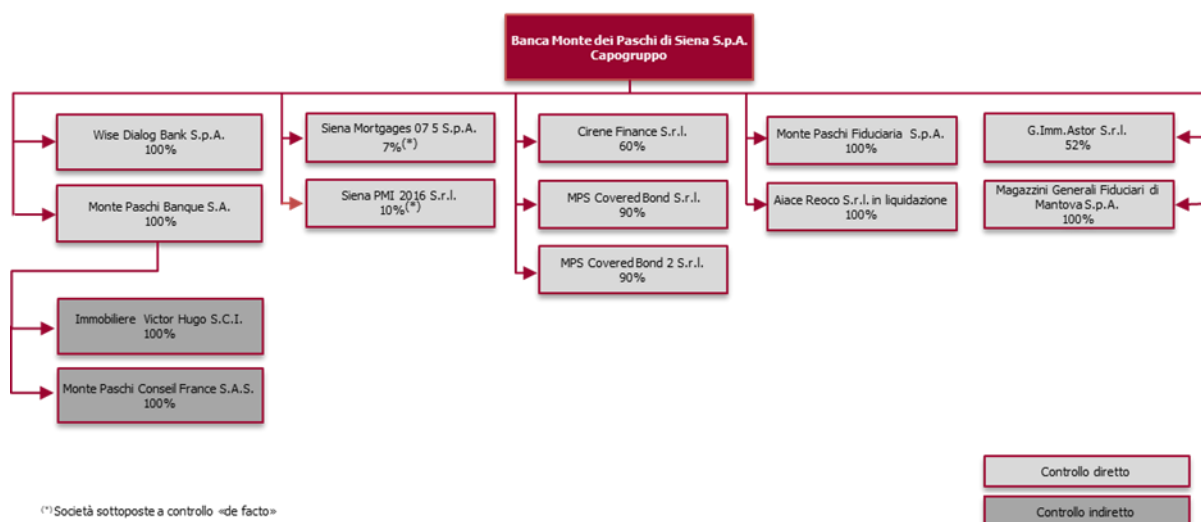 Banca Monte dei Paschi di Siena S.p.A.
Capogruppo
Wise Dialog Bank S.p.A.
100%
Monte Paschi Banque S.A.
100%
Immobiliere Victor Hugo S.C.I.
100%
Monte Paschi Conseil France S.A.S.
100%
Siena Mortgages 07 5 S.p.A.
7%(*)
Siena PMI 2016 S.r.l.
10%(*)
Cirene Finance S.r.l.
60%
MPS Covered Bond S.r.l.
90%
MPS Covered Bond 2 S.r.l.
90%
Monte Paschi Fiduciaria S.p.A.
100%
Aiace Reoco S.r.l. in liquidazione
100%
G.Imm.Astor S.r.l.
52%
Magazzini Generali Fiduciari di
Mantova S.p.A.
100%
Controllo diretto
Controllo indiretto
(*) Società sottoposte a controllo «de facto»